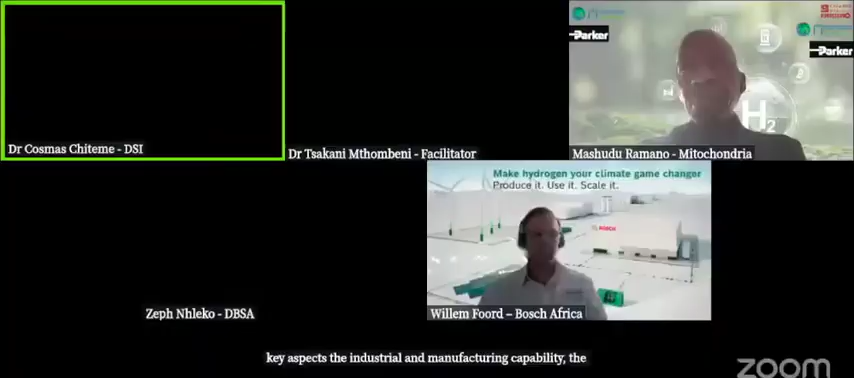 Parker
Parker
H2
Dr Cosmas Chiteme - DSI
Dr Tsakani Mthombeni - Facilitator
Mashudu Ramano - Mitochondria
Make hydrogen your climate game changer
Produce it. Use it. Scale it.
BOSCH
Zeph Nhleko - DBSA
Willem Foord – Bosch Africa
key aspects the industrial and manufacturing capability, the
zoom